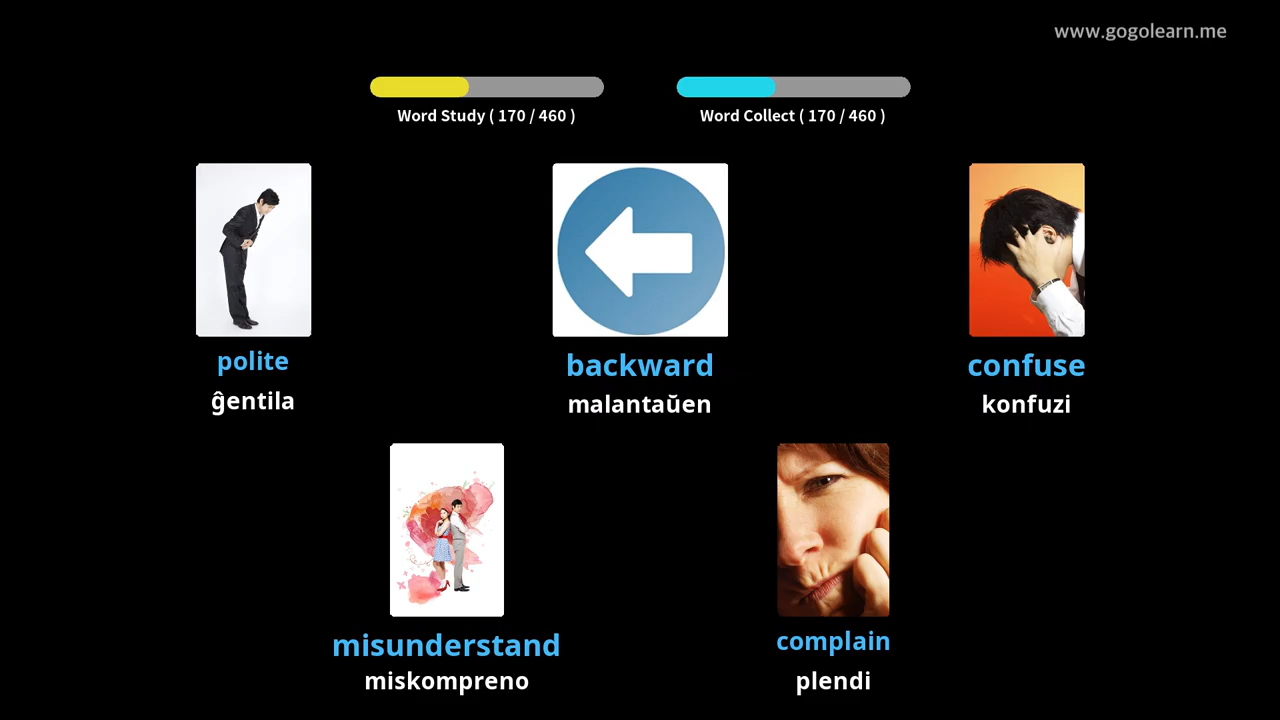 www.gogolearn.me
Word Study ( 170 / 460 )
Word Collect ( 170 / 460 )
polite
ĝentila
backward
malantaŭen
confuse
konfuzi
misunderstand
miskompreno
complain
plendi